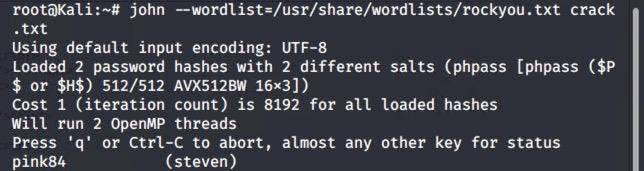 root@Kali:~# john --wordlist=/usr/share/wordlists/rockyou.txt crack
.txt
Using default input encoding: UTF-8
Loaded 2 password hashes with 2 different salts (phpass [phpass ($P
$ or $H$) 512/512 AVX512BW 16×3])
Cost 1 (iteration count) is 8192 for all loaded hashes
Will run 2 OpenMP threads
Press 'q' or Ctrl-C to abort, almost any other key for status
pink84           (steven)